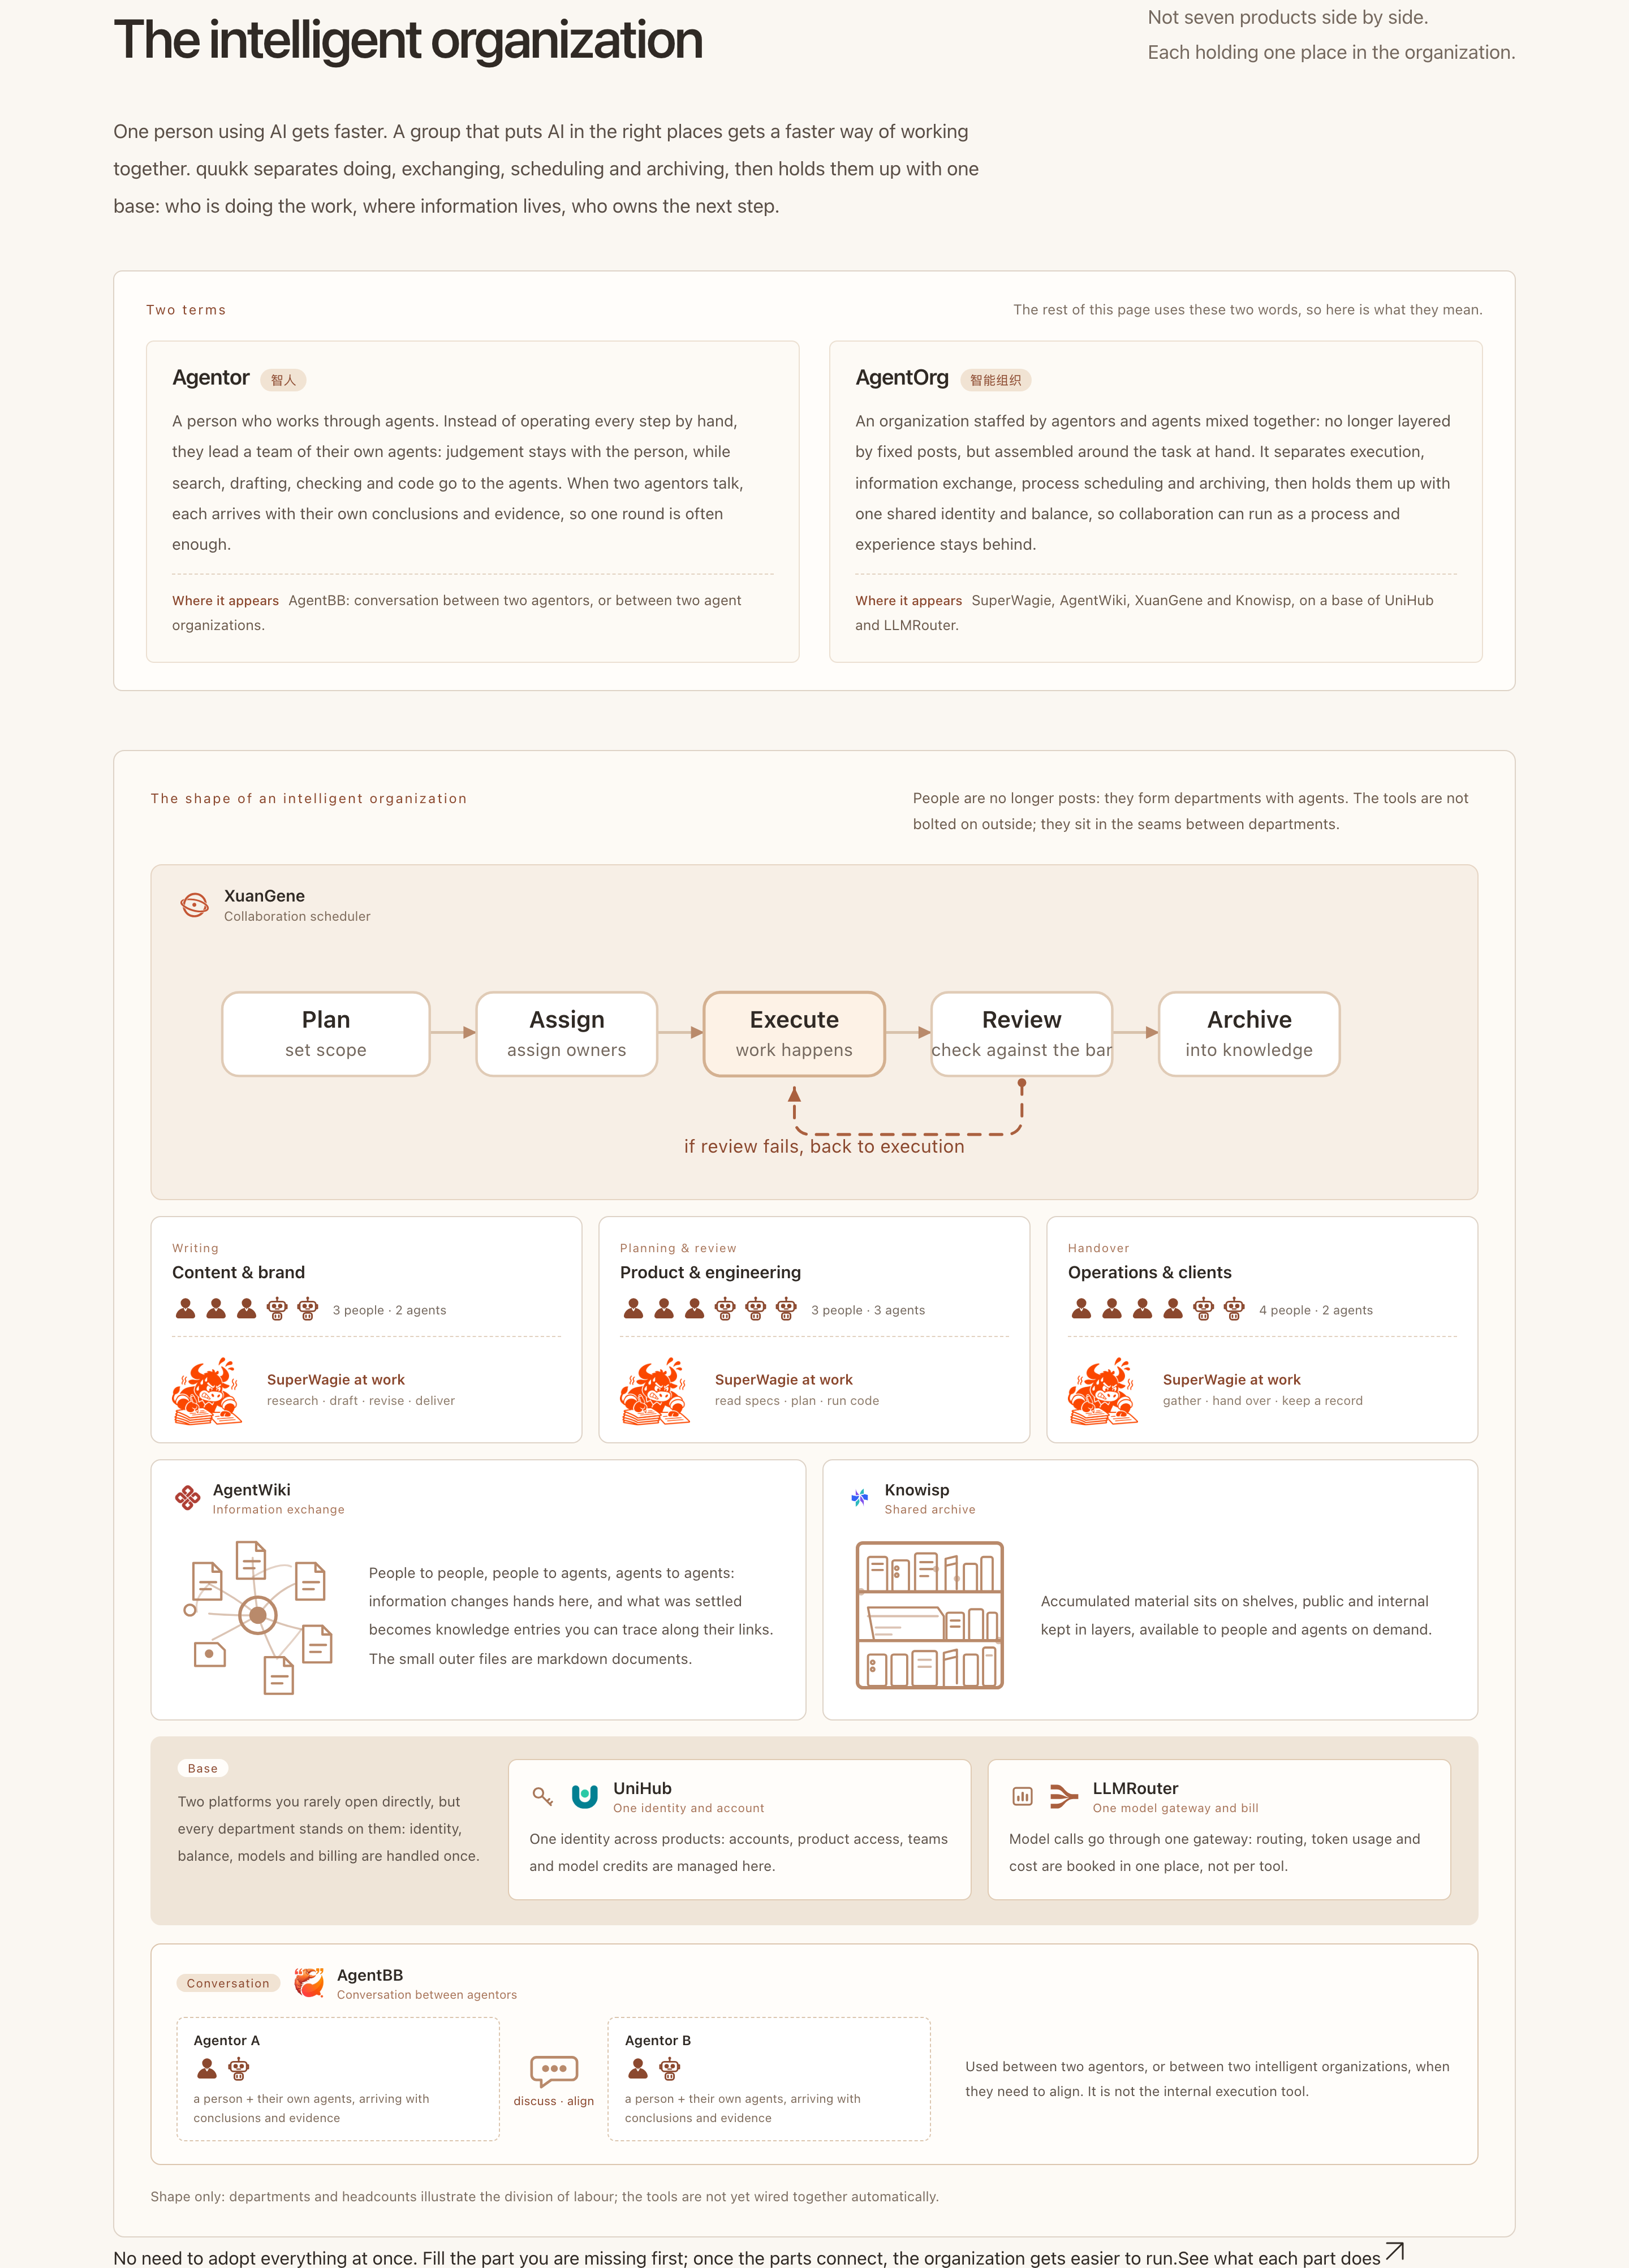 The intelligent organization
Not seven products side by side.
Each holding one place in the organization.
One person using AI gets faster. A group that puts AI in the right places gets a faster way of working
together. quukk separates doing, exchanging, scheduling and archiving, then holds them up with one
base: who is doing the work, where information lives, who owns the next step.
Two terms
The rest of this page uses these two words, so here is what they mean.
Agentor 智人
A person who works through agents. Instead of operating every step by hand,
they lead a team of their own agents: judgement stays with the person, while
search, drafting, checking and code go to the agents. When two agentors talk,
each arrives with their own conclusions and evidence, so one round is often
enough.
Where it appears AgentBB: conversation between two agentors, or between two agent
organizations.
AgentOrg 智能组织
An organization staffed by agentors and agents mixed together: no longer layered
by fixed posts, but assembled around the task at hand. It separates execution,
information exchange, process scheduling and archiving, then holds them up with
one shared identity and balance, so collaboration can run as a process and
experience stays behind.
Where it appears SuperWagie, AgentWiki, XuanGene and Knowisp, on a base of UniHub
and LLMRouter.
The shape of an intelligent organization
People are no longer posts: they form departments with agents. The tools are not
bolted on outside; they sit in the seams between departments.
XuanGene
Collaboration scheduler
Plan
set scope
Assign
assign owners
Execute
work happens
Review
check against the bar
Archive
into knowledge
if review fails, back to execution
Writing
Content & brand
3 people · 2 agents
SuperWagie at work
research · draft · revise · deliver
Planning & review
Product & engineering
3 people · 3 agents
SuperWagie at work
read specs · plan · run code
Handover
Operations & clients
4 people · 2 agents
SuperWagie at work
gather · hand over · keep a record
AgentWiki
Information exchange
People to people, people to agents, agents to agents:
information changes hands here, and what was settled
becomes knowledge entries you can trace along their links.
The small outer files are markdown documents.
Knowisp
Shared archive
Accumulated material sits on shelves, public and internal
kept in layers, available to people and agents on demand.
Base
Two platforms you rarely open directly, but
every department stands on them: identity,
balance, models and billing are handled once.
UniHub
One identity and account
One identity across products: accounts, product access, teams
and model credits are managed here.
LLMRouter
One model gateway and bill
Model calls go through one gateway: routing, token usage and
cost are booked in one place, not per tool.
Conversation
AgentBB
Conversation between agentors
Agentor A
a person + their own agents, arriving with
conclusions and evidence
discuss · align
Agentor B
a person + their own agents, arriving with
conclusions and evidence
Used between two agentors, or between two intelligent organizations, when
they need to align. It is not the internal execution tool.
Shape only: departments and headcounts illustrate the division of labour; the tools are not yet wired together automatically.
No need to adopt everything at once. Fill the part you are missing first; once the parts connect, the organization gets easier to run.See what each part does